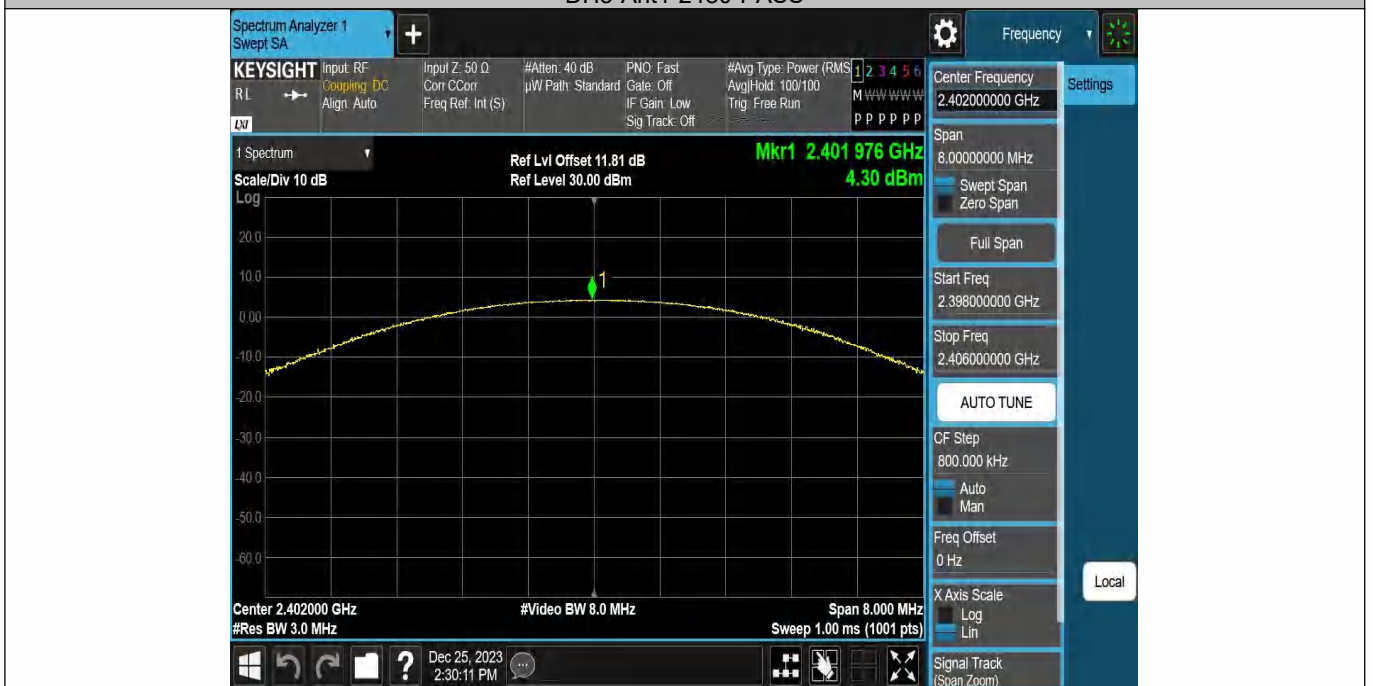 Spectrum Analyzer 1
Swept SA
+
Frequency
KEYSIGHT
RL
LXI
Input: RF
Coupling: DC
Align: Auto
Input Z: 50 Ω
Corr CCorr
Freq Ref: Int (S)
#Atten: 40 dB
µW Path: Standard
PNO: Fast
Gate: Off
IF Gain: Low
Sig Track: Off
#Avg Type: Power (RMS
Avg|Hold: 100/100
Trig: Free Run
1 2 3 4 5 6
M W W W W W
P P P P P P
1 Spectrum
Scale/Div 10 dB
Ref Lvl Offset 11.81 dB
Ref Level 30.00 dBm
Mkr1 2.401 976 GHz
4.30 dBm
Log
20.0
10.0
0.00
-10.0
-20.0
-30.0
-40.0
-50.0
-60.0
1
Center 2.402000 GHz
#Res BW 3.0 MHz
#Video BW 8.0 MHz
Span 8.000 MHz
Sweep 1.00 ms (1001 pts)
Dec 25, 2023
2:30:11 PM
Center Frequency
2.402000000 GHz
Settings
Span
8.00000000 MHz
Swept Span
Zero Span
Full Span
Start Freq
2.398000000 GHz
Stop Freq
2.406000000 GHz
AUTO TUNE
CF Step
800.000 kHz
Auto
Man
Freq Offset
0 Hz
X Axis Scale
Log
Lin
Local
Signal Track
(Span Zoom)